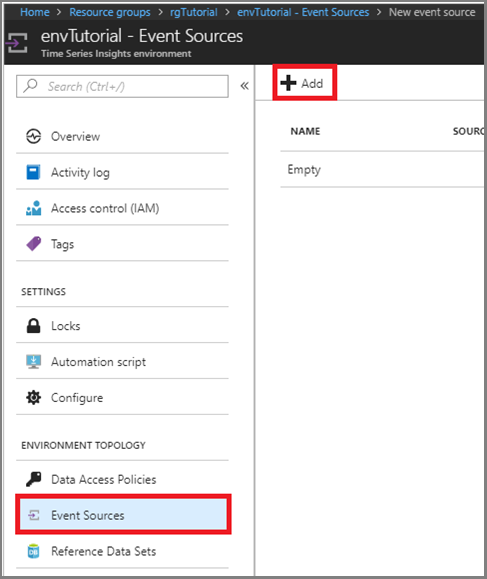 Home > Resource groups > rgTutorial > envTutorial - Event Sources > New event source
envTutorial - Event Sources
Time Series Insights environment
Search (Ctrl+/)
«
Overview
Activity log
Access control (IAM)
Tags
SETTINGS
Locks
Automation script
Configure
ENVIRONMENT TOPOLOGY
Data Access Policies
Event Sources
Reference Data Sets
+ Add
NAME SOUR
Empty